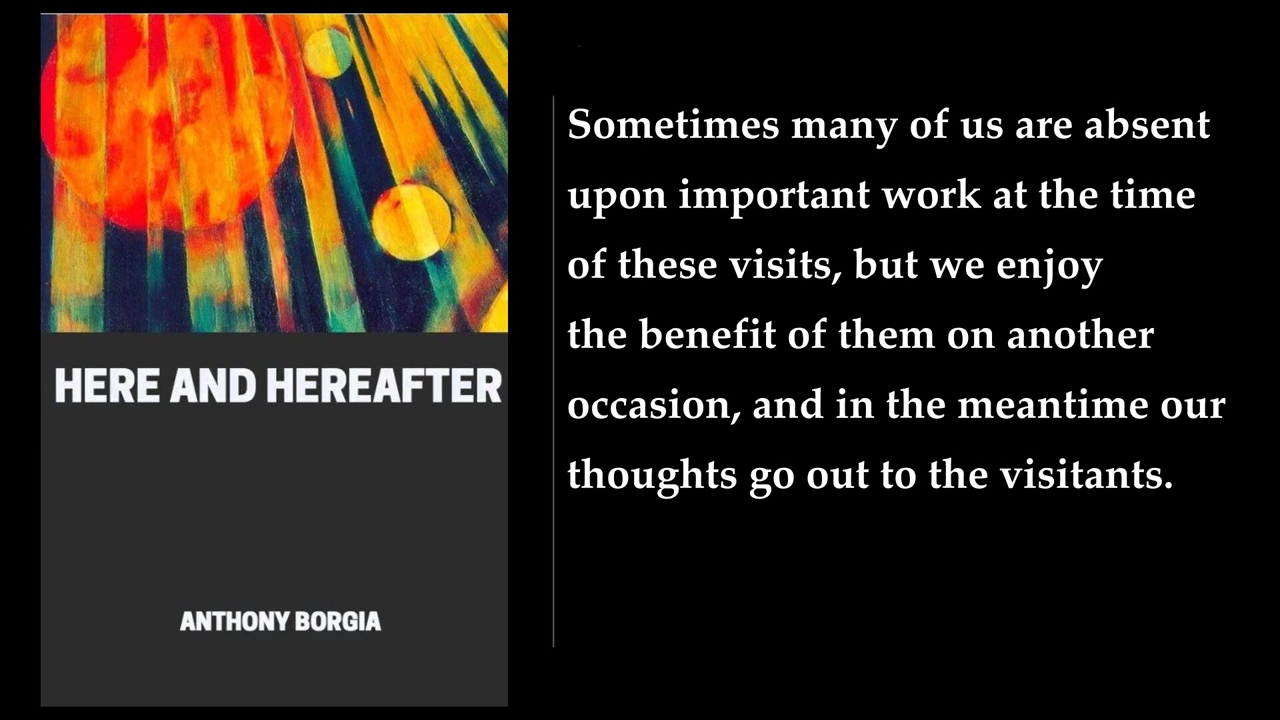 HERE AND HEREAFTER
ANTHONY BORGIA
Sometimes many of us are absent
upon important work at the time
of these visits, but we enjoy
the benefit of them on another
occasion, and in the meantime our
thoughts go out to the visitants.